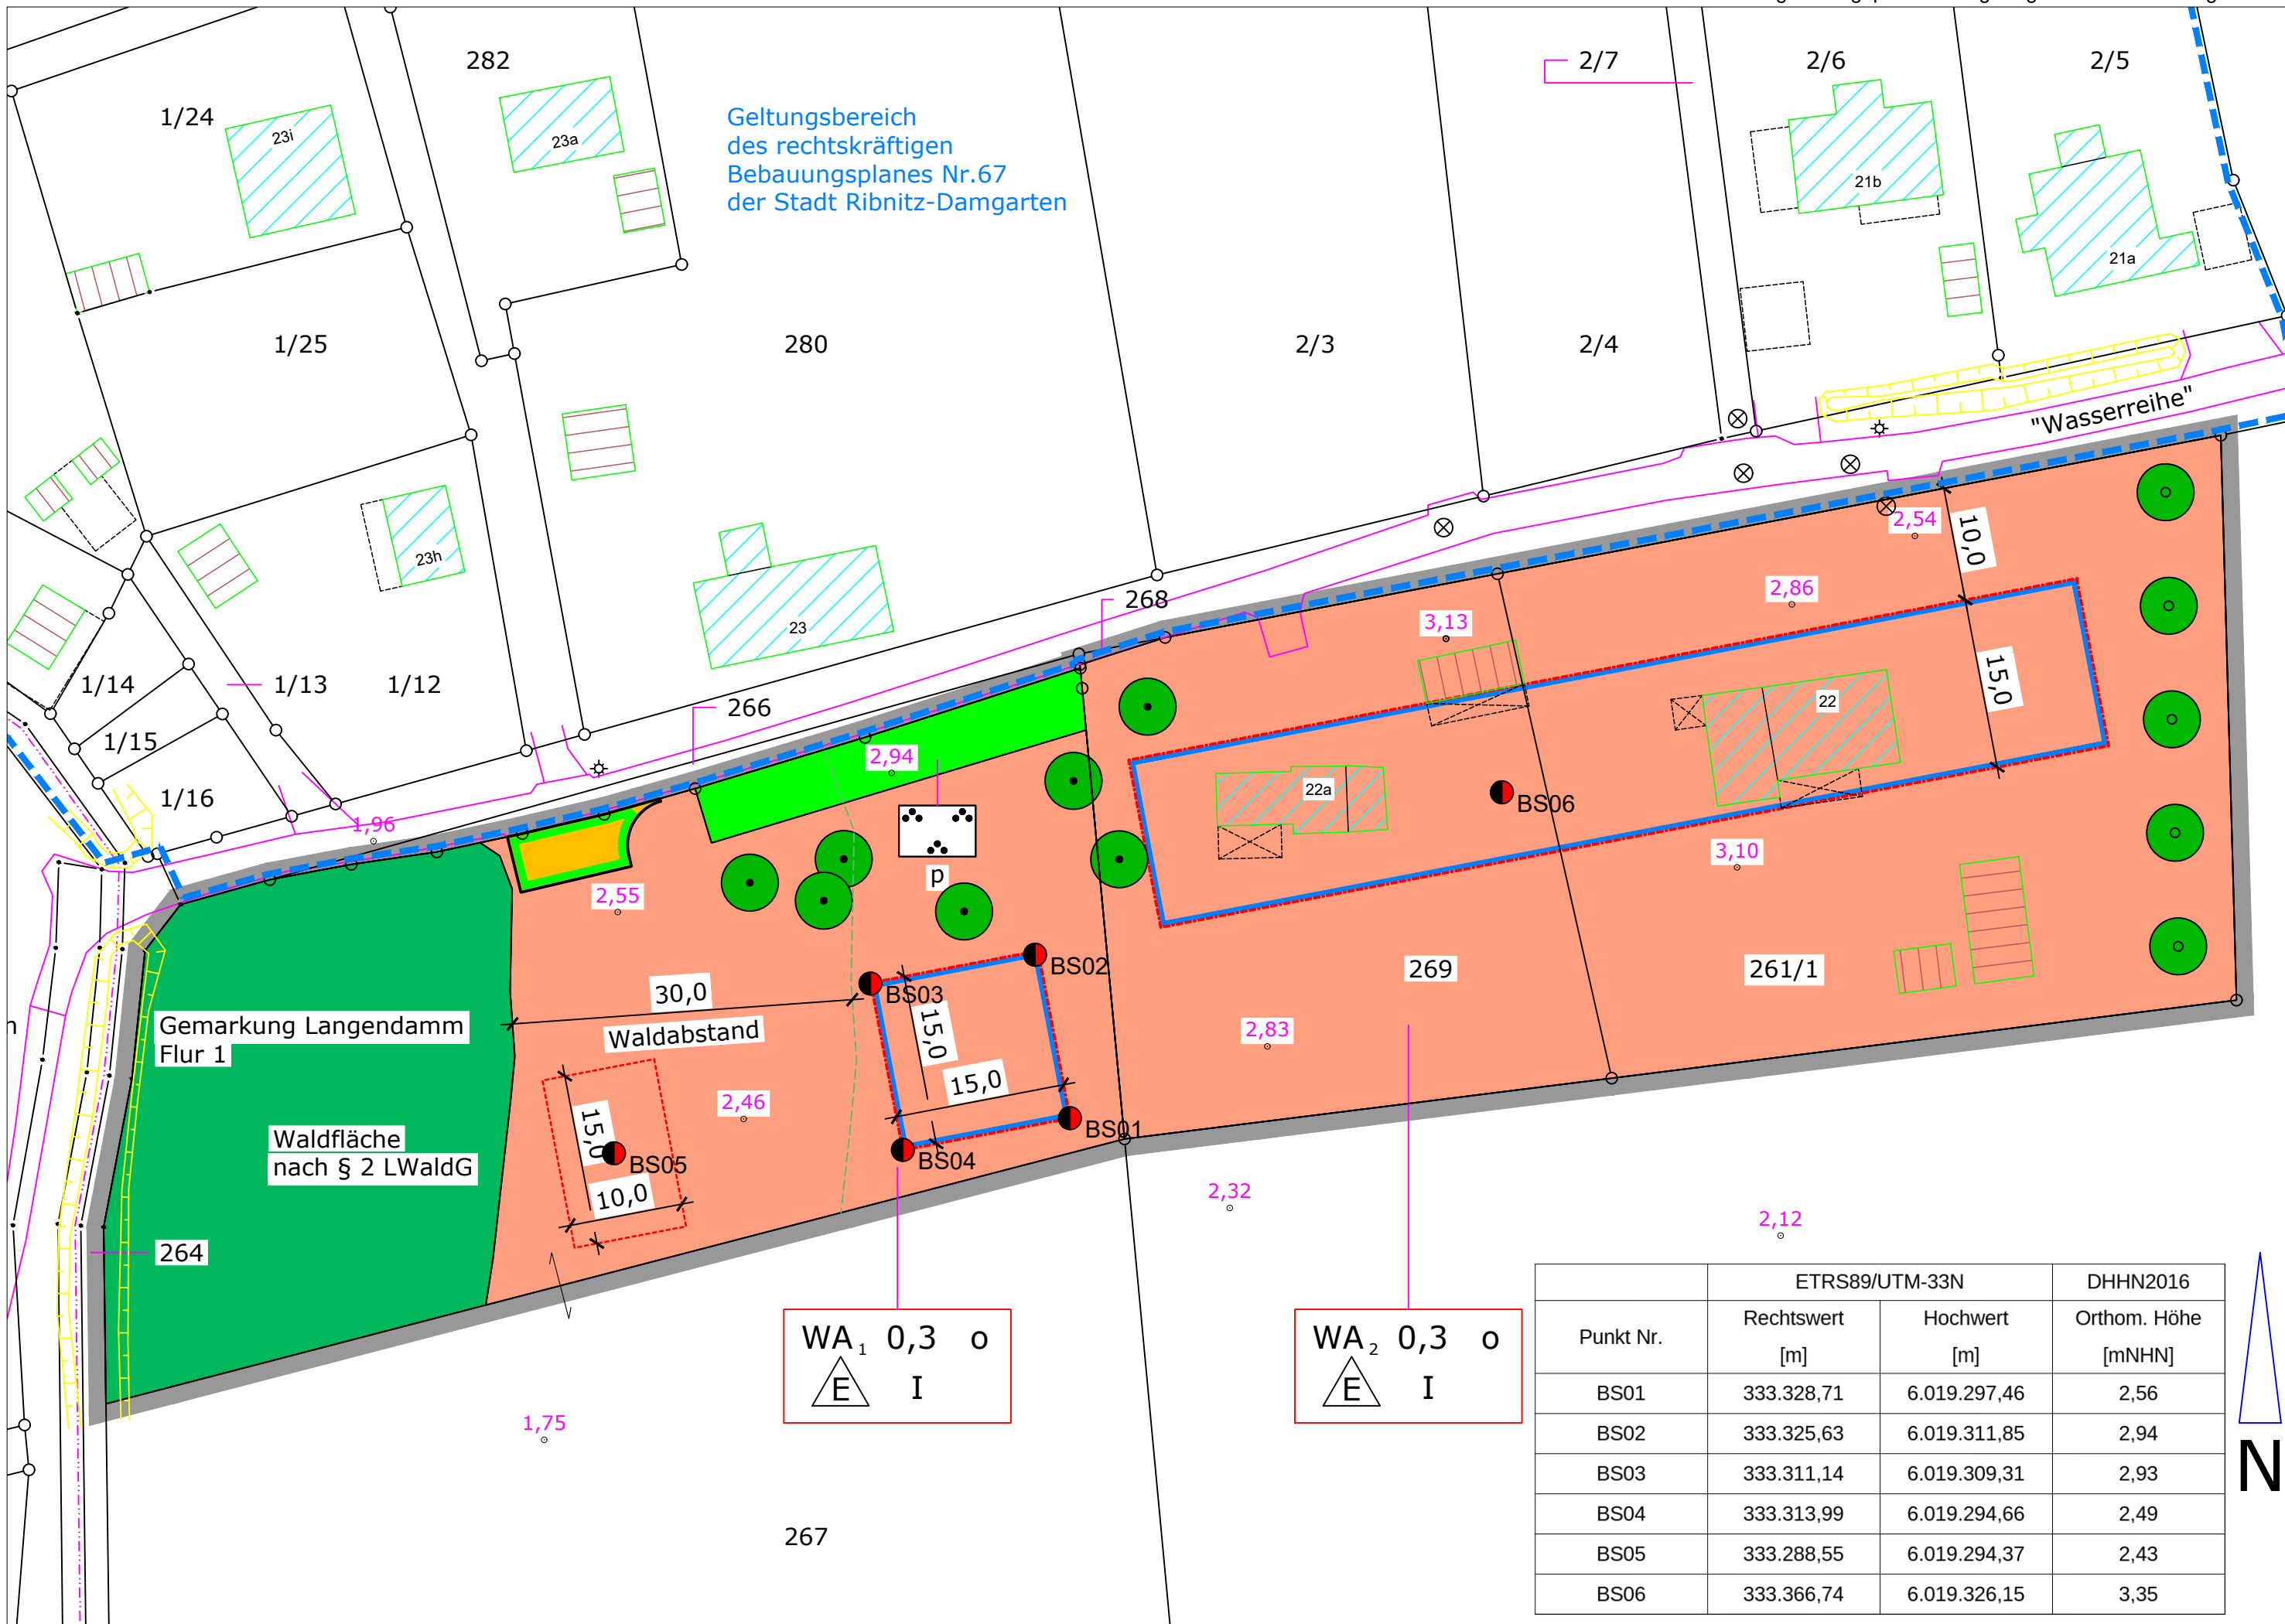 282
2/7
2/6
2/5
1/24
23i
23a
Geltungsbereich
des rechtskräftigen
Bebauungsplanes Nr.67
der Stadt Ribnitz-Damgarten
21b
21a
1/25
280
2/3
2/4
"Wasserreihe"
2,54
10,0
23h
23
268
3,13
2,86
15,0
1/14
1/13
1/12
266
22
1/15
2,94
22a
BS06
1/16
1,96
p
3,10
2,55
BS02
269
261/1
30,0
BS03
Waldabstand
15,0
2,83
Gemarkung Langendamm
Flur 1
15,0
2,46
15,0
BS01
Waldfläche
nach § 2 LWaldG
BS05
BS04
10,0
2,32
2,12
264
WA1 0,3 o
E I
WA2 0,3 o
E I
1,75
267
ETRS89/UTM-33N DHHN2016
Punkt Nr. Rechtswert Hochwert Orthom. Höhe
[m] [m] [mNHN]
BS01 333.328,71 6.019.297,46 2,56
BS02 333.325,63 6.019.311,85 2,94
BS03 333.311,14 6.019.309,31 2,93
BS04 333.313,99 6.019.294,66 2,49
BS05 333.288,55 6.019.294,37 2,43
BS06 333.366,74 6.019.326,15 3,35
N